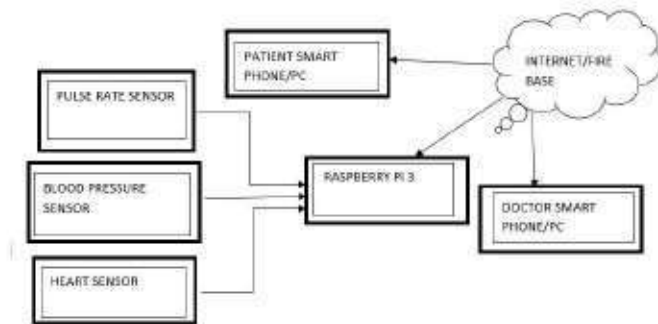 PATIENT SMART
PHONE/PC
INTERNET/FIRE
BASE
PULSE RATE SENSOR
RASPBERRY PI 3
BLOOD PRESSURE
SENSOR
DOCTOR SMART
PHONE/PC
HEART SENSOR